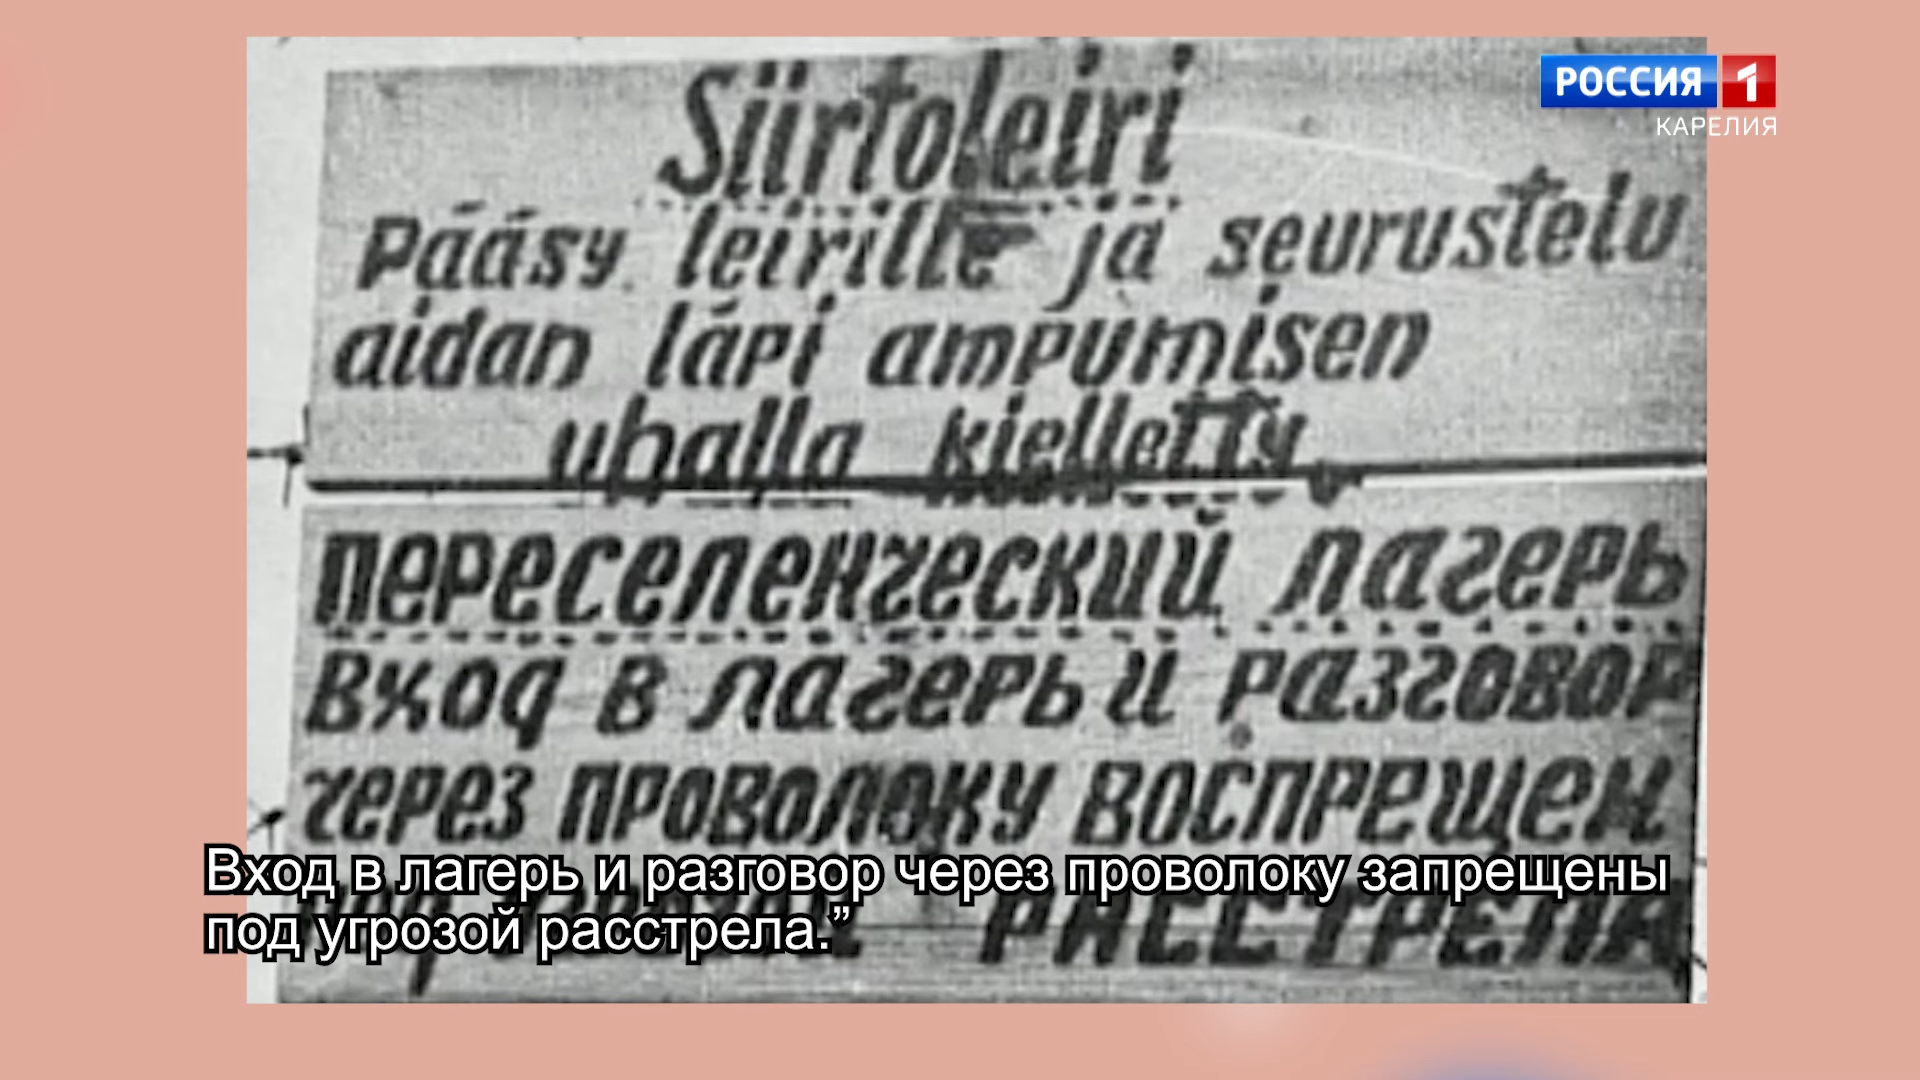 РОССИЯ 1
КАРЕЛИЯ
Siirtoleiri
Pääsy leirille ja seurustelu
aidan läpi ampumisen
uhalla kielletty
переселенческий лагерь
Вход в лагерь и разговор
через проволоку воспрещен
РАССТРЕЛА
Вход в лагерь и разговор через проволоку запрещены
под угрозой расстрела.”